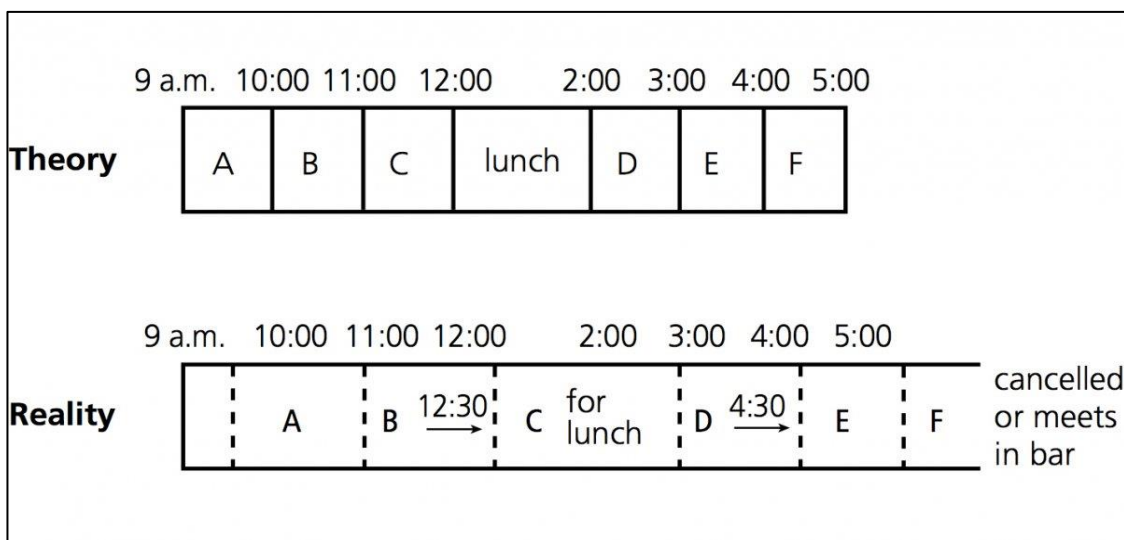 9 a.m. 10:00 11:00 12:00 2:00 3:00 4:00 5:00
Theory A B C lunch D E F
9 a.m. 10:00 11:00 12:00 2:00 3:00 4:00 5:00
Reality A B 12:30 C for lunch D 4:30 E F cancelled or meets in bar